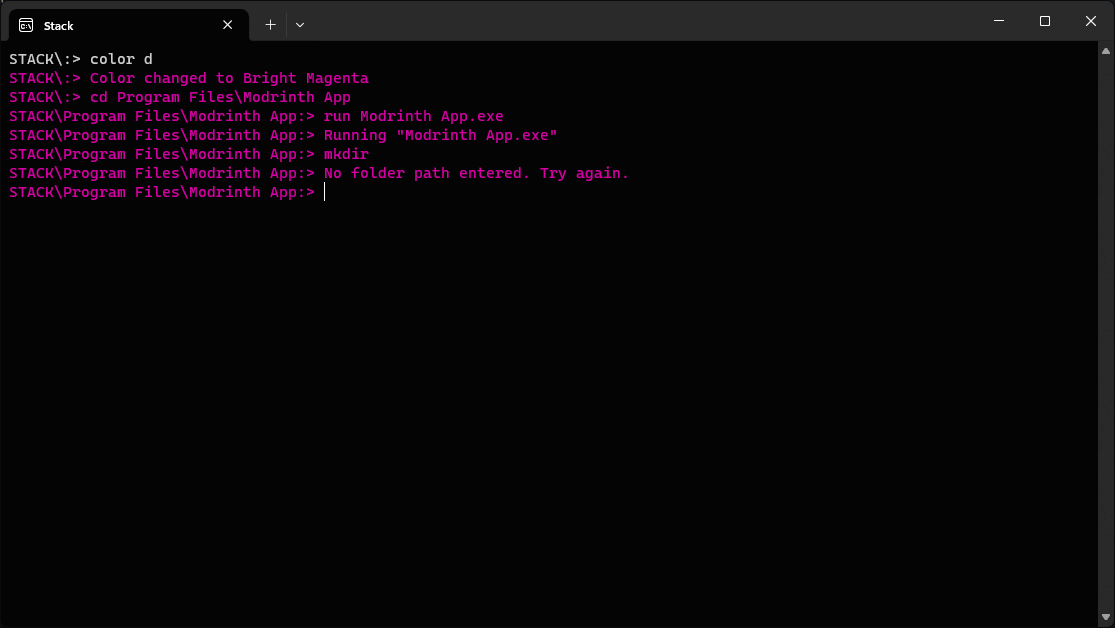 Stack
STACK\:> color d
STACK\:> Color changed to Bright Magenta
STACK\:> cd Program Files\Modrinth App
STACK\Program Files\Modrinth App:> run Modrinth App.exe
STACK\Program Files\Modrinth App:> Running "Modrinth App.exe"
STACK\Program Files\Modrinth App:> mkdir
STACK\Program Files\Modrinth App:> No folder path entered. Try again.
STACK\Program Files\Modrinth App:>